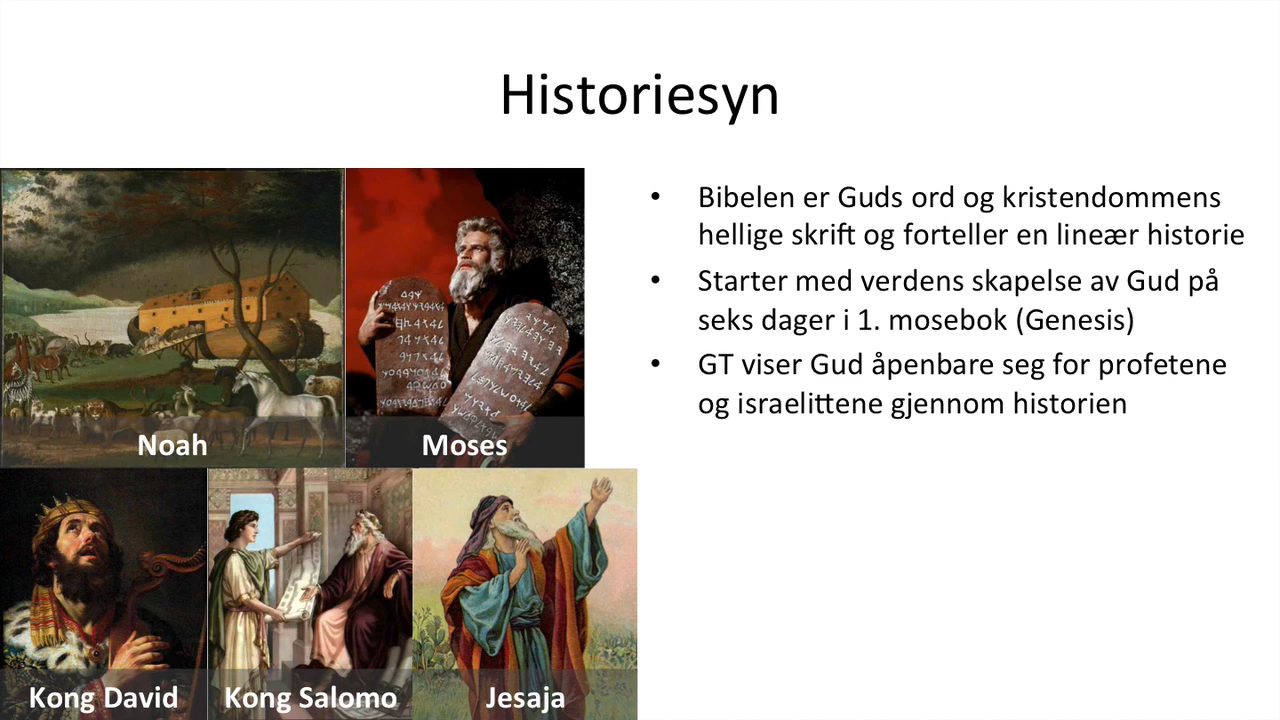 Historiesyn
Noah
Moses
Kong David
Kong Salomo
Jesaja
• Bibelen er Guds ord og kristendommens
hellige skrift og forteller en lineær historie
• Starter med verdens skapelse av Gud på
seks dager i 1. mosebok (Genesis)
• GT viser Gud åpenbare seg for profetene
og israelittene gjennom historien